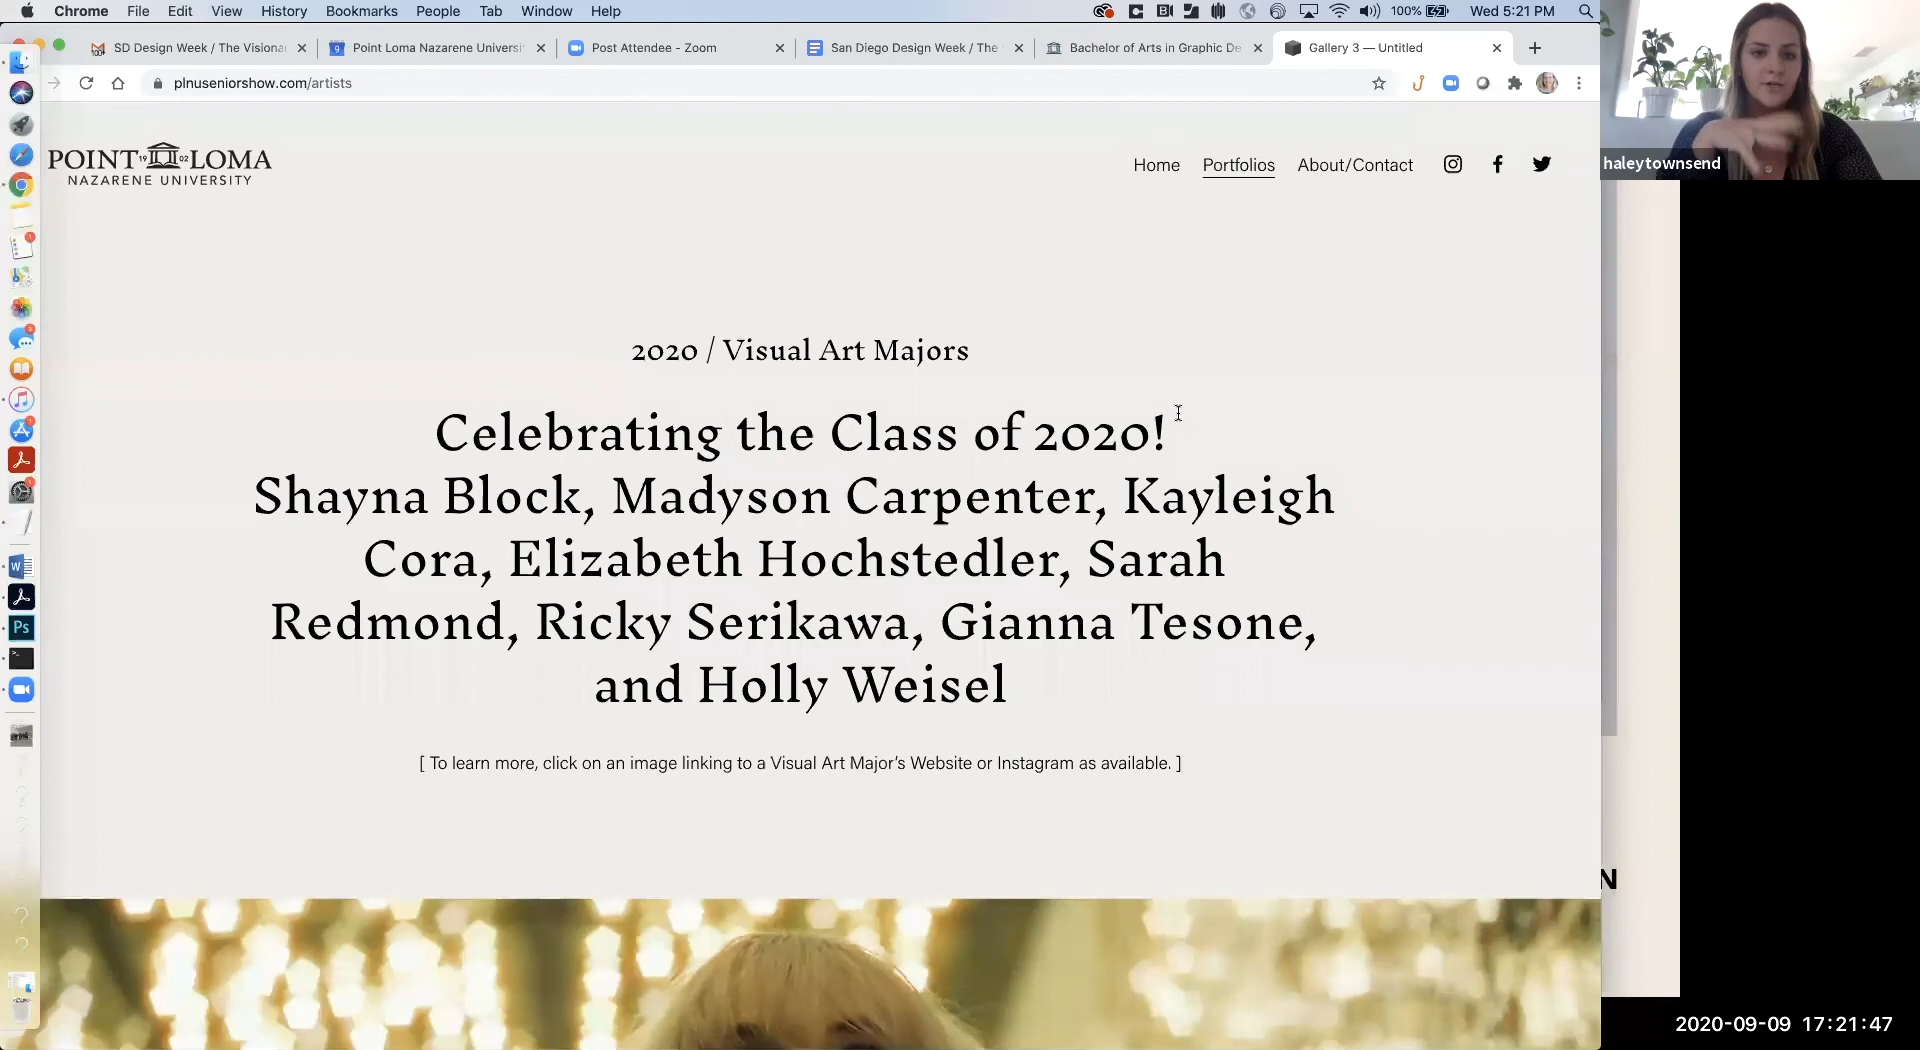 Chrome File Edit View History Bookmarks People Tab Window Help 100% Wed 5:21 PM
SD Design Week / The Visiona
Point Loma Nazarene Universi
Post Attendee - Zoom
San Diego Design Week / The
Bachelor of Arts in Graphic De
Gallery 3 — Untitled
plnuseniorshow.com/artists
haleytownsend
POINT 19 02 LOMA
NAZARENE UNIVERSITY
Home Portfolios About/Contact
2020 / Visual Art Majors
Celebrating the Class of 2020!
Shayna Block, Madyson Carpenter, Kayleigh
Cora, Elizabeth Hochstedler, Sarah
Redmond, Ricky Serikawa, Gianna Tesone,
and Holly Weisel
[ To learn more, click on an image linking to a Visual Art Major's Website or Instagram as available. ]
Ps
N
2020-09-09 17:21:47